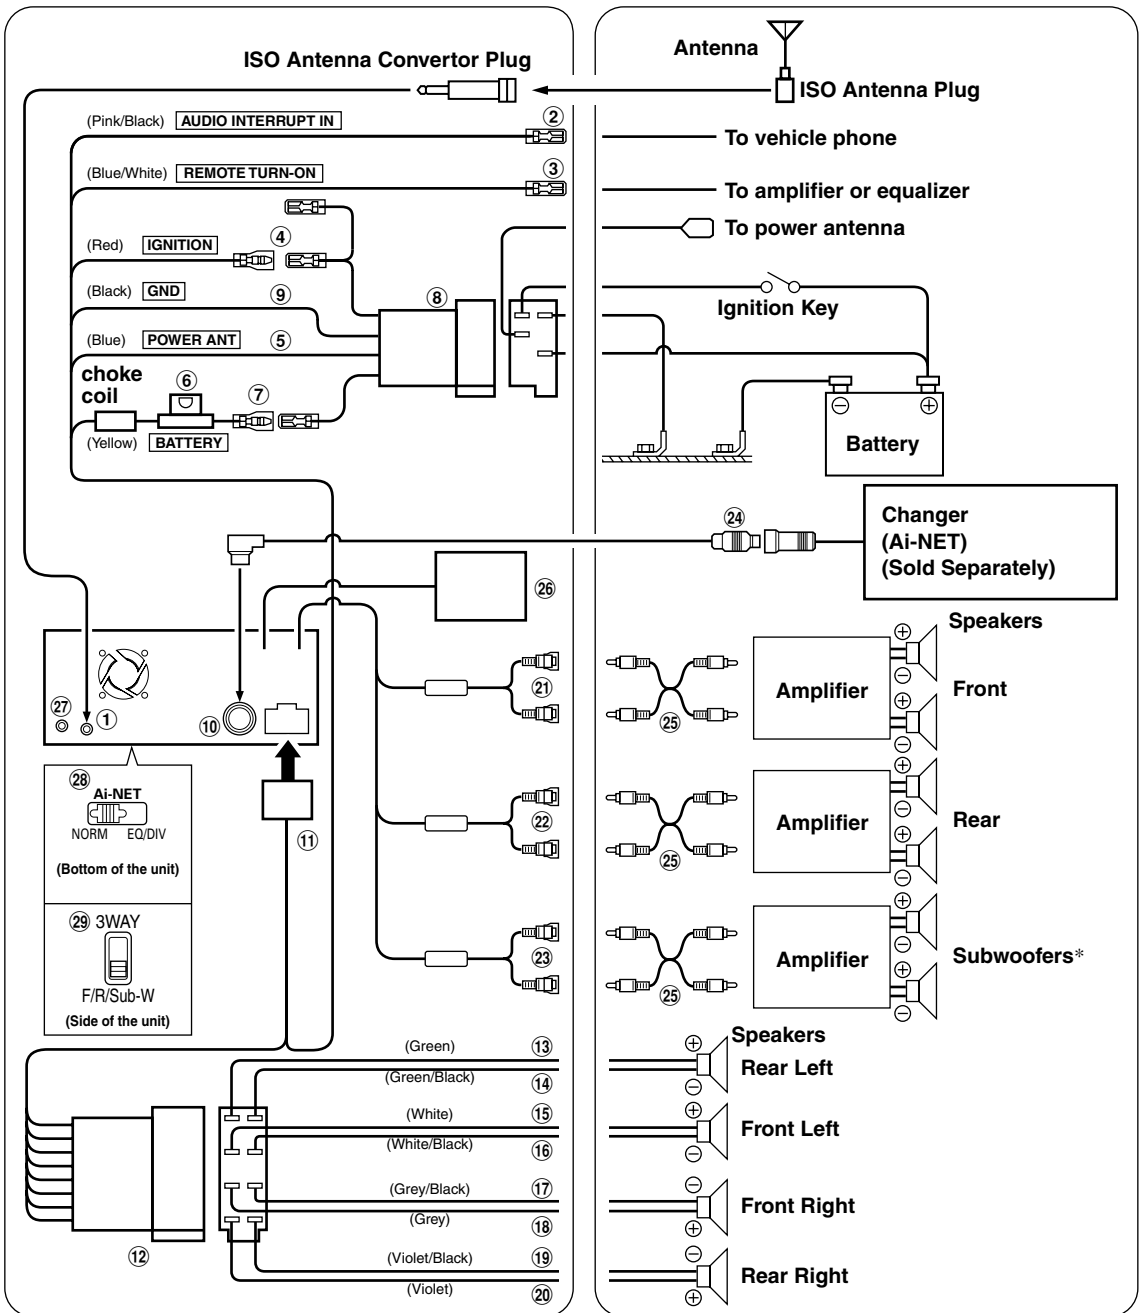 Antenna
ISO Antenna Convertor Plug
ISO Antenna Plug
(Pink/Black) AUDIO INTERRUPT IN
②
To vehicle phone
(Blue/White) REMOTE TURN-ON
③
To amplifier or equalizer
To power antenna
(Red) IGNITION
④
(Black) GND
⑨
⑧
Ignition Key
(Blue) POWER ANT
⑤
choke
coil
⑥
⑦
(Yellow) BATTERY
⊖
⊕
Battery
㉔
Changer
(Ai-NET)
(Sold Separately)
㉖
Speakers
㉗
①
⑩
㉑
㉕
Amplifier
⊕
⊖
⊕
⊖
Front
㉘
Ai-NET
NORM EQ/DIV
(Bottom of the unit)
⑪
㉒
㉕
Amplifier
⊕
⊖
⊕
⊖
Rear
㉙ 3WAY
F/R/Sub-W
(Side of the unit)
㉓
㉕
Amplifier
⊕
⊖
⊕
⊖
Subwoofers*
Speakers
(Green) ⑬
⊕
Rear Left
(Green/Black) ⑭
⊖
(White) ⑮
⊕
Front Left
(White/Black) ⑯
⊖
(Grey/Black) ⑰
⊖
Front Right
(Grey) ⑱
⊕
⑫
(Violet/Black) ⑲
⊖
Rear Right
(Violet) ⑳
⊕